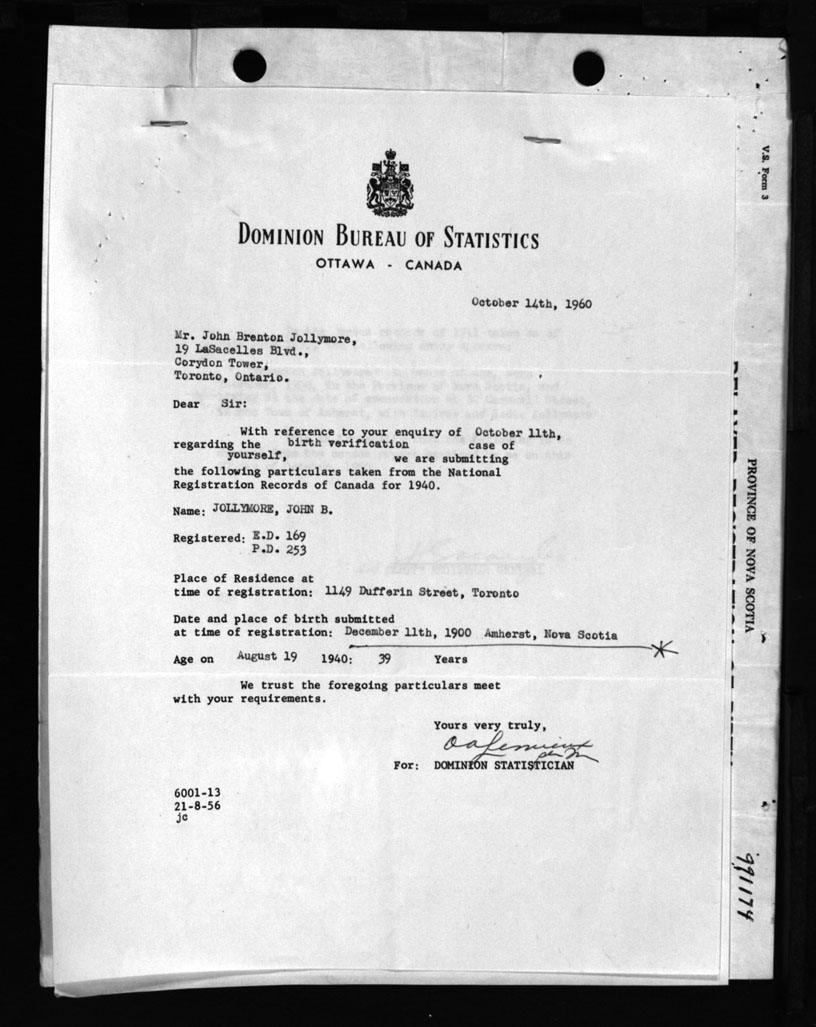 DOMINION BUREAU OF STATISTICS
OTTAWA - CANADA
October 14th, 1960
Mr. John Brenton Jollymore,
19 LaSacelles Blvd.,
Corydon Tower,
Toronto, Ontario.
Dear Sir:
With reference to your enquiry of October 11th,
regarding the birth verification case of
yourself, we are submitting
the following particulars taken from the National
Registration Records of Canada for 1940.
Name: JOLLYMORE, JOHN B.
Registered: E.D. 169
P.D. 253
Place of Residence at
time of registration: 1149 Dufferin Street, Toronto
Date and place of birth submitted
at time of registration: December 11th, 1900 Amherst, Nova Scotia
Age on August 19 1940: 39 Years
We trust the foregoing particulars meet
with your requirements.
Yours very truly,
For: DOMINION STATISTICIAN
6001-13
21-8-56
jc
V.S. Form 3
PROVINCE OF NOVA SCOTIA
991174